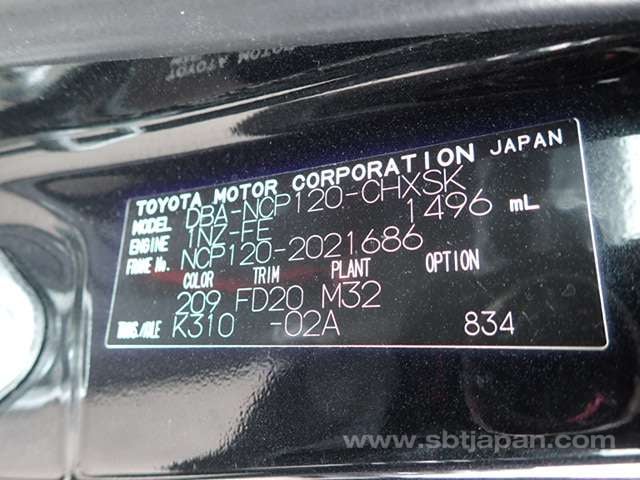 TOYOTA MOTOR CORPORATION JAPAN
MODEL DBA-NCP120-CHXSK
ENGINE 1NZ-FE 1496 mL
FRAME No. NCP120-2021686
COLOR TRIM PLANT OPTION
209 FD20 M32
TRANS./AXLE K310 -02A 834
www.sbtjapan.com